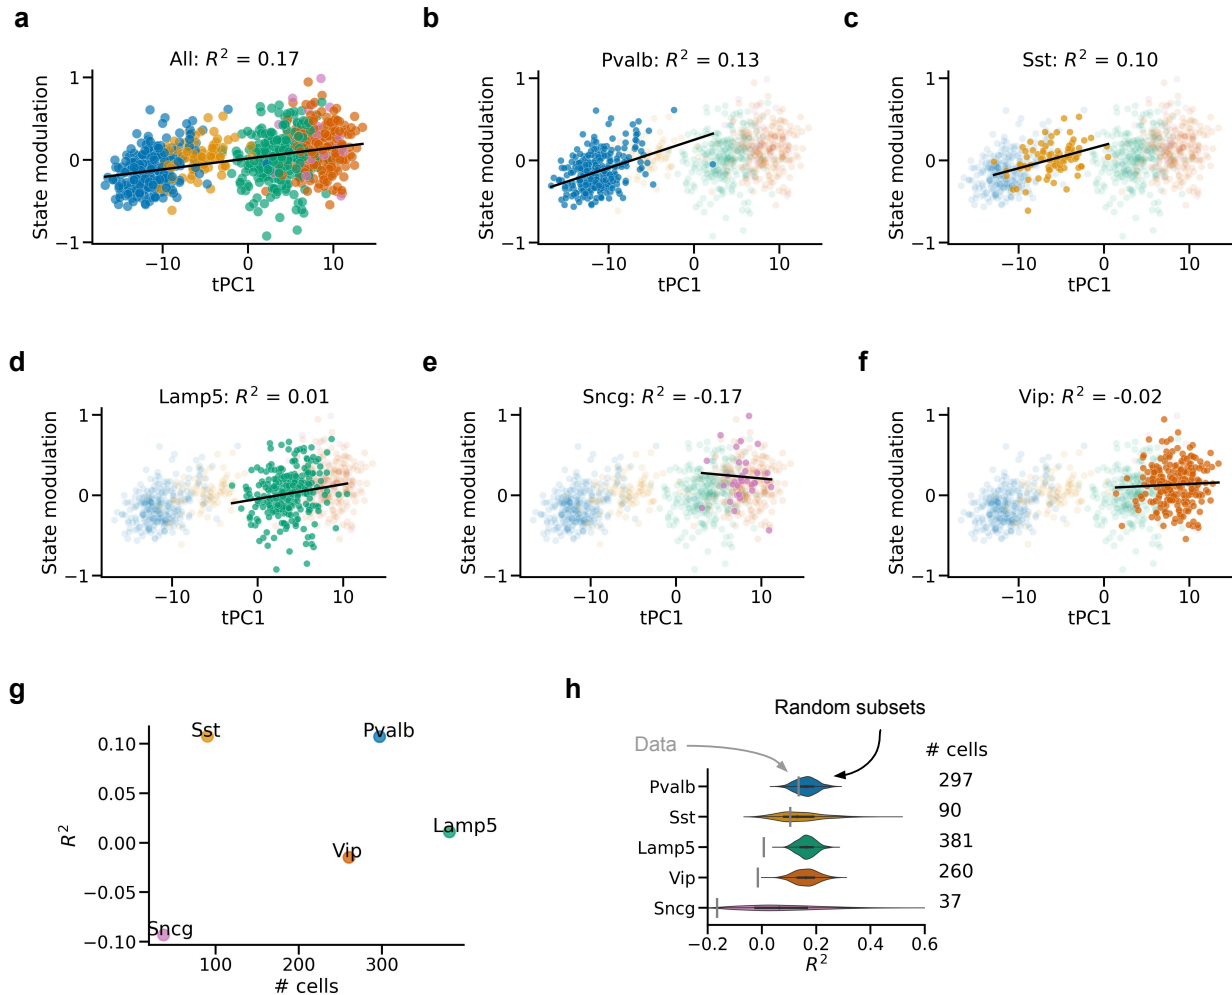 a
All: R² = 0.17
State modulation
1
0
−1
−10
0
10
tPC1
b
Pvalb: R² = 0.13
State modulation
1
0
−1
−10
0
10
tPC1
c
Sst: R² = 0.10
State modulation
1
0
−1
−10
0
10
tPC1
d
Lamp5: R² = 0.01
State modulation
1
0
−1
−10
0
10
tPC1
e
Sncg: R² = -0.17
State modulation
1
0
−1
−10
0
10
tPC1
f
Vip: R² = -0.02
State modulation
1
0
−1
−10
0
10
tPC1
g
R²
0.10
0.05
0.00
−0.05
−0.10
Sst
Pvalb
Lamp5
Vip
Sncg
100
200
300
# cells
h
Random subsets
Data
# cells
Pvalb
297
Sst
90
Lamp5
381
Vip
260
Sncg
37
−0.2
0.0
0.2
0.4
0.6
R²